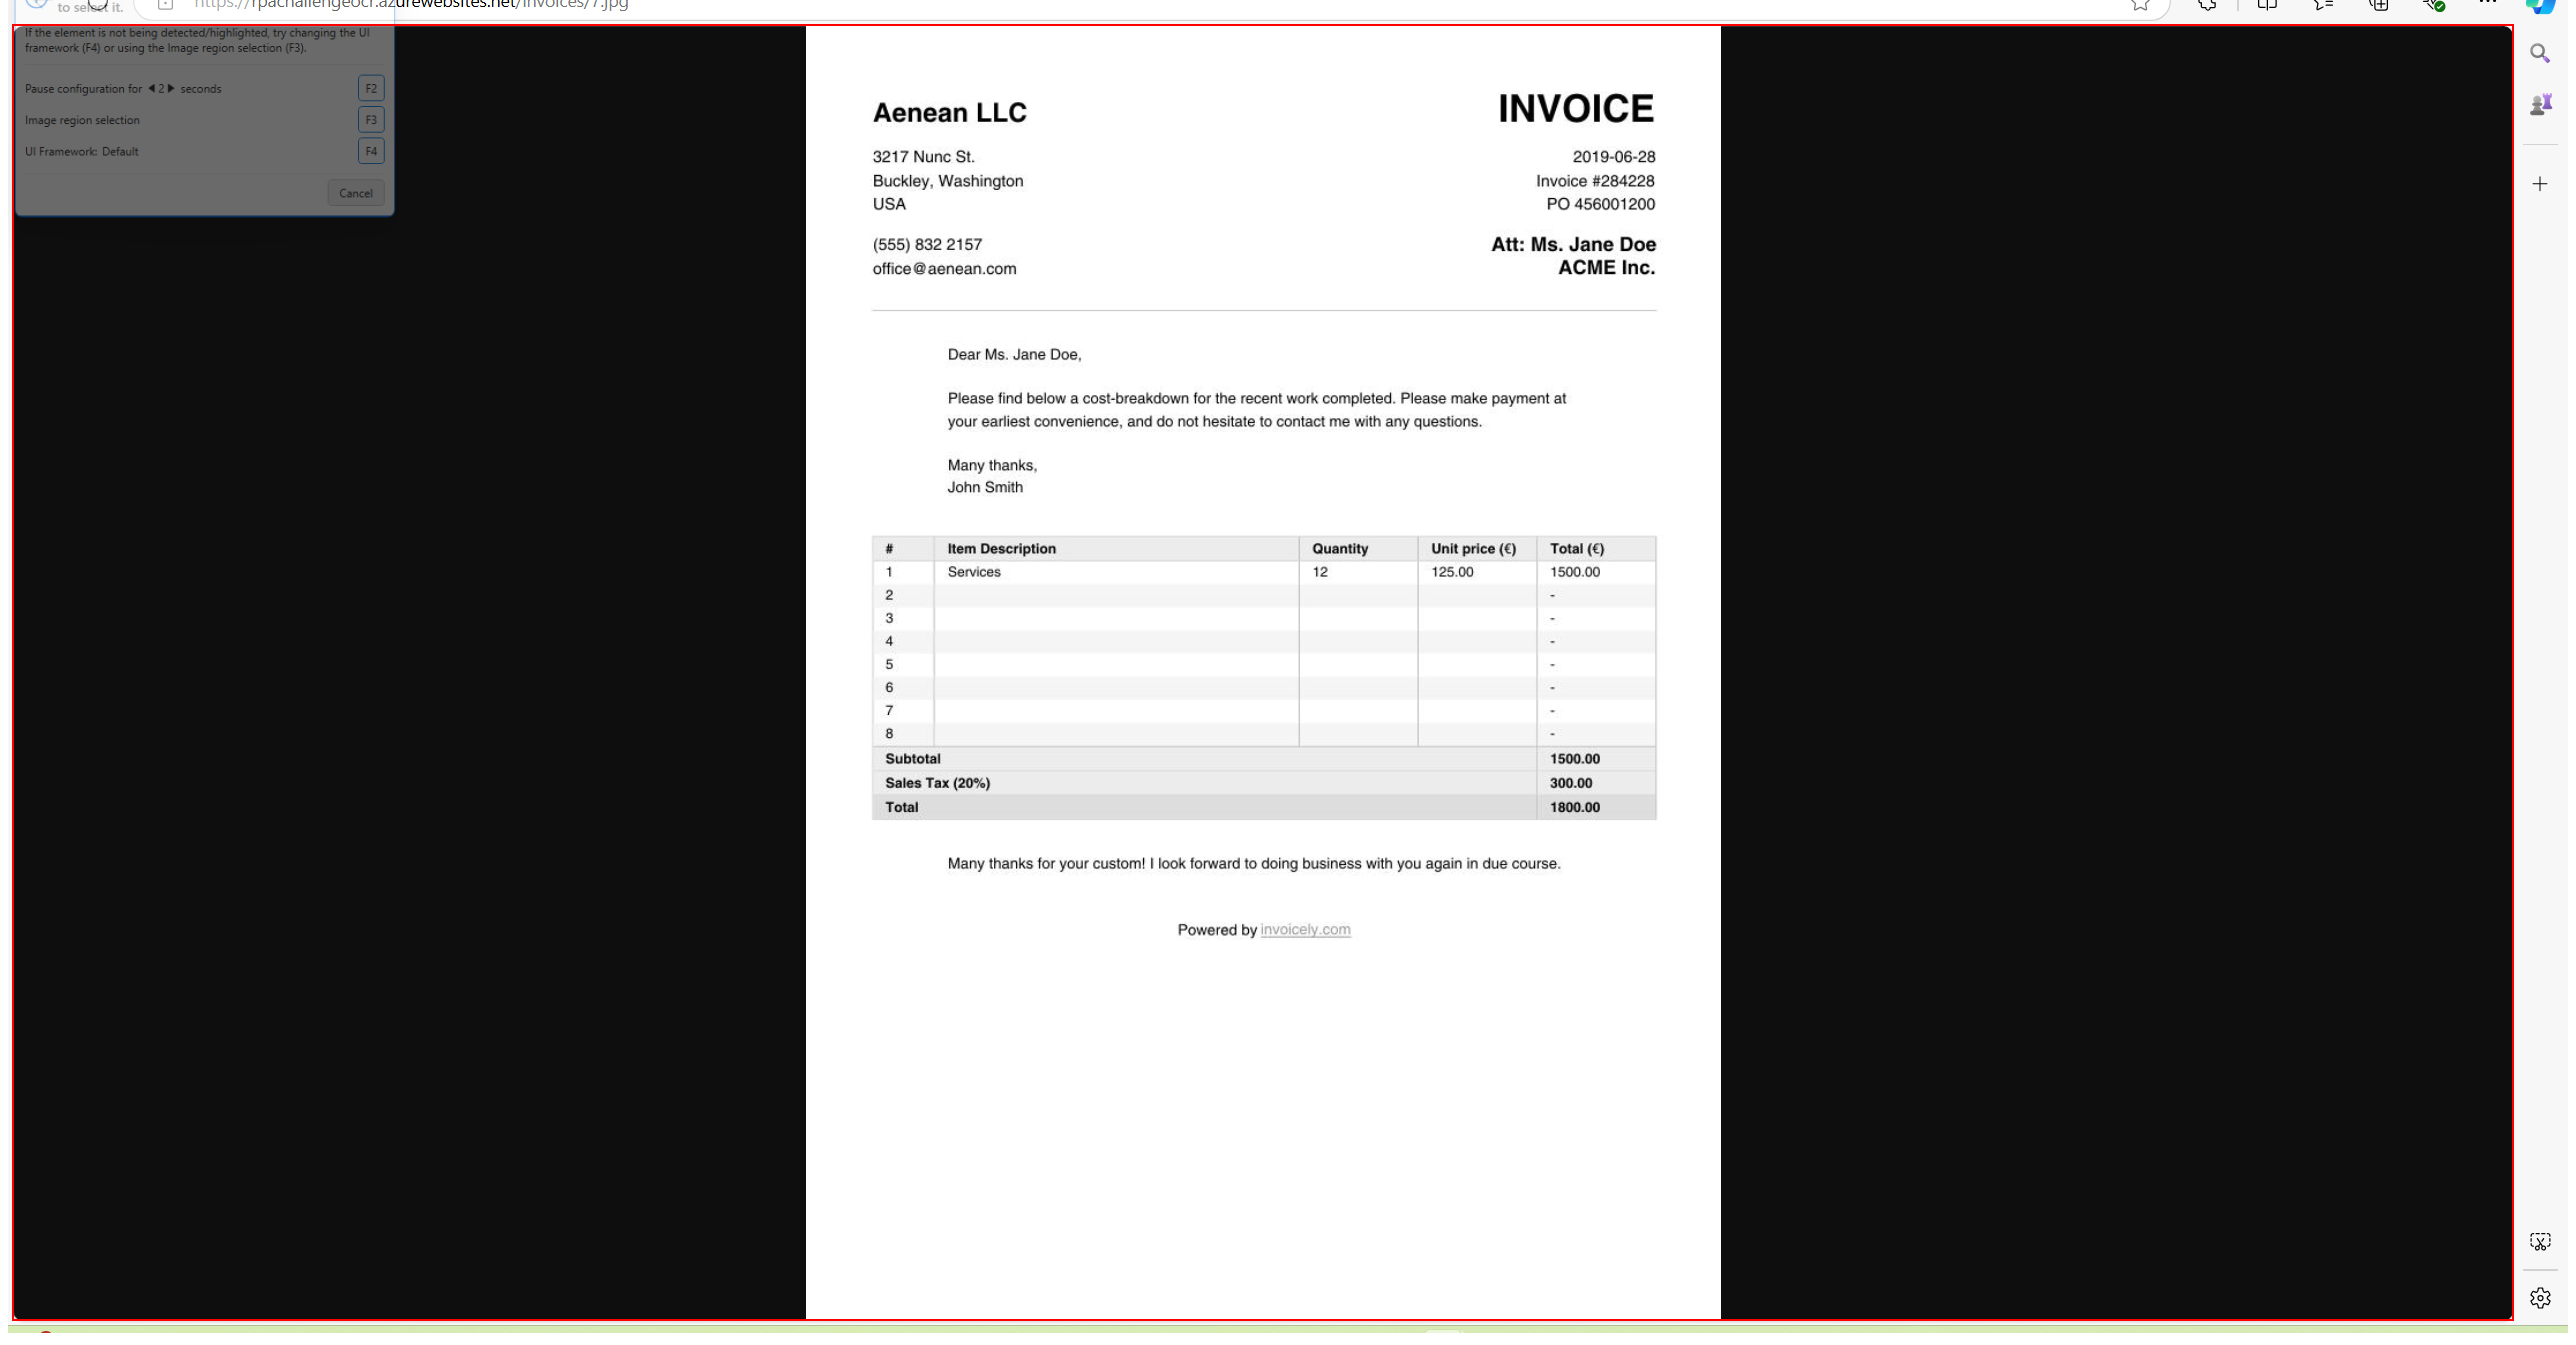 to select it.
https://rpachallengeocr.azurewebsites.net/invoices/7.jpg
If the element is not being detected/highlighted, try changing the UI
framework (F4) or using the Image region selection (F3).
Pause configuration for 2 seconds F2
Image region selection F3
UI Framework: Default F4
Cancel
Aenean LLC
INVOICE
3217 Nunc St.
2019-06-28
Buckley, Washington
Invoice #284228
USA
PO 456001200
(555) 832 2157
Att: Ms. Jane Doe
office@aenean.com
ACME Inc.
Dear Ms. Jane Doe,
Please find below a cost-breakdown for the recent work completed. Please make payment at
your earliest convenience, and do not hesitate to contact me with any questions.
Many thanks,
John Smith
# Item Description Quantity Unit price (€) Total (€)
1 Services 12 125.00 1500.00
2 -
3 -
4 -
5 -
6 -
7 -
8 -
Subtotal 1500.00
Sales Tax (20%) 300.00
Total 1800.00
Many thanks for your custom! I look forward to doing business with you again in due course.
Powered by invoicely.com